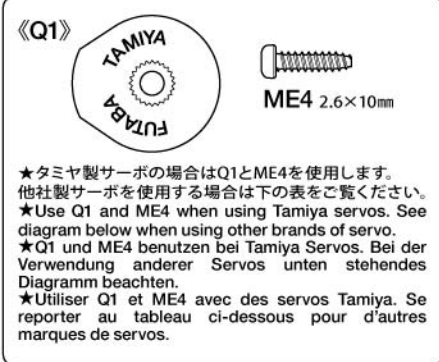 《Q1》
TAMIYA
FUTABA
ME4 2.6×10㎜
★タミヤ製サーボの場合はQ1とME4を使用します。
他社製サーボを使用する場合は下の表をご覧ください。
★Use Q1 and ME4 when using Tamiya servos. See
diagram below when using other brands of servo.
★Q1 und ME4 benutzen bei Tamiya Servos. Bei der
Verwendung anderer Servos unten stehendes
Diagramm beachten.
★Utiliser Q1 et ME4 avec des servos Tamiya. Se
reporter au tableau ci-dessous pour d'autres
marques de servos.